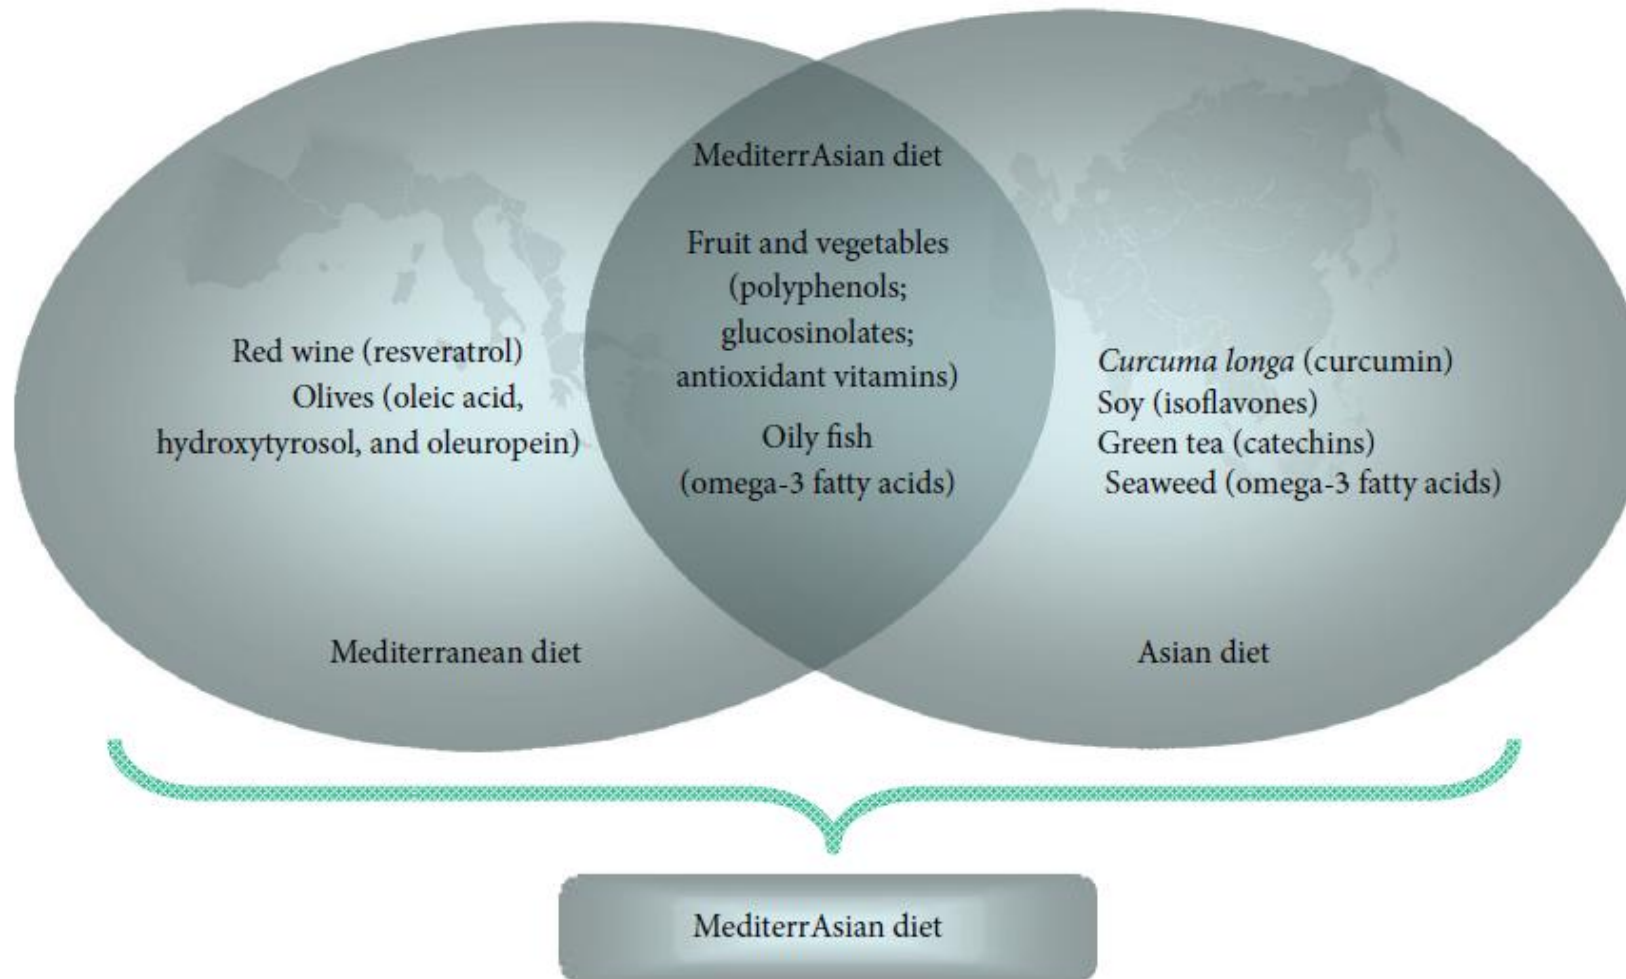 MediterrAsian diet
Fruit and vegetables
(polyphenols;
glucosinolates;
antioxidant vitamins)
Oily fish
(omega-3 fatty acids)
Red wine (resveratrol)
Olives (oleic acid,
hydroxytyrosol, and oleuropein)
Curcuma longa (curcumin)
Soy (isoflavones)
Green tea (catechins)
Seaweed (omega-3 fatty acids)
Mediterranean diet
Asian diet
MediterrAsian diet